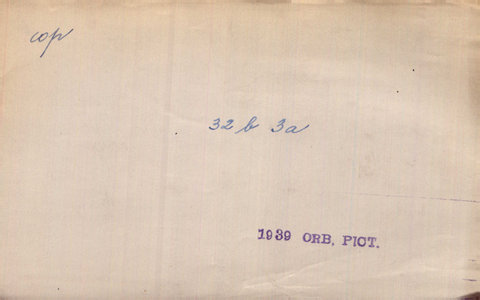 cop
32 b 3a
1939 ORB. PICT.